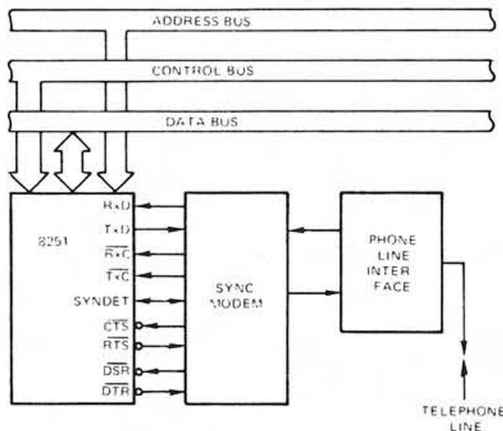 ADDRESS BUS
CONTROL BUS
DATA BUS
8251
RxD
TxD
RxC
TxC
SYNDET
CTS
RTS
DSR
DTR
SYNC
MODEM
PHONE
LINE
INTER
FACE
TELEPHONE
LINE